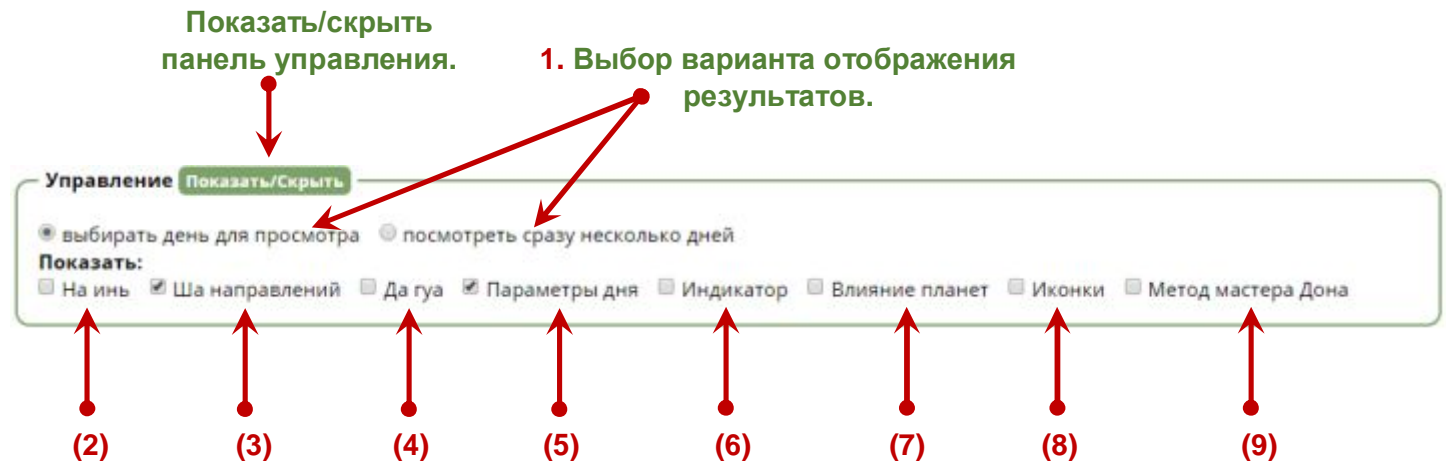 Показать/скрыть
панель управления.
1. Выбор варианта отображения
результатов.
Управление Показать/Скрыть
выбирать день для просмотра посмотреть сразу несколько дней
Показать:
На инь Ша направлений Да гуа Параметры дня Индикатор Влияние планет Иконки Метод мастера Дона
(2) (3) (4) (5) (6) (7) (8) (9)